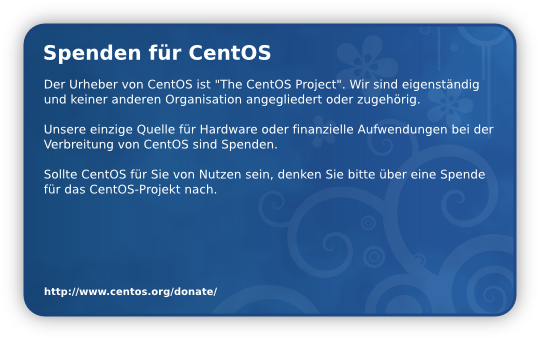 Spenden für CentOS
Der Urheber von CentOS ist "The CentOS Project". Wir sind eigenständig
und keiner anderen Organisation angegliedert oder zugehörig.
Unsere einzige Quelle für Hardware oder finanzielle Aufwendungen bei der
Verbreitung von CentOS sind Spenden.
Sollte CentOS für Sie von Nutzen sein, denken Sie bitte über eine Spende
für das CentOS-Projekt nach.
http://www.centos.org/donate/